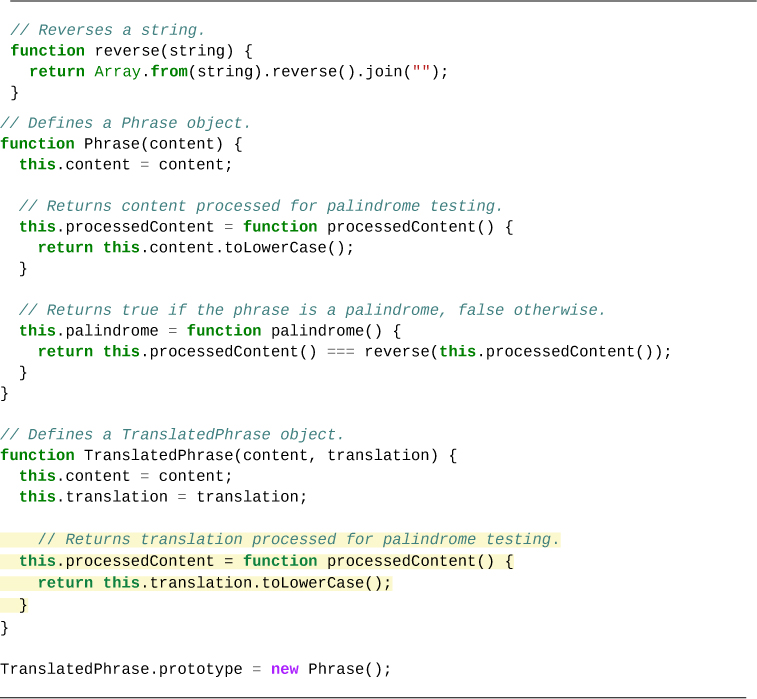 // Reverses a string.
function reverse(string) {
  return Array.from(string).reverse().join("");
}
// Defines a Phrase object.
function Phrase(content) {
  this.content = content;

  // Returns content processed for palindrome testing.
  this.processedContent = function processedContent() {
    return this.content.toLowerCase();
  }

  // Returns true if the phrase is a palindrome, false otherwise.
  this.palindrome = function palindrome() {
    return this.processedContent() === reverse(this.processedContent());
  }
}

// Defines a TranslatedPhrase object.
function TranslatedPhrase(content, translation) {
  this.content = content;
  this.translation = translation;

    // Returns translation processed for palindrome testing.
  this.processedContent = function processedContent() {
    return this.translation.toLowerCase();
  }
}

TranslatedPhrase.prototype = new Phrase();